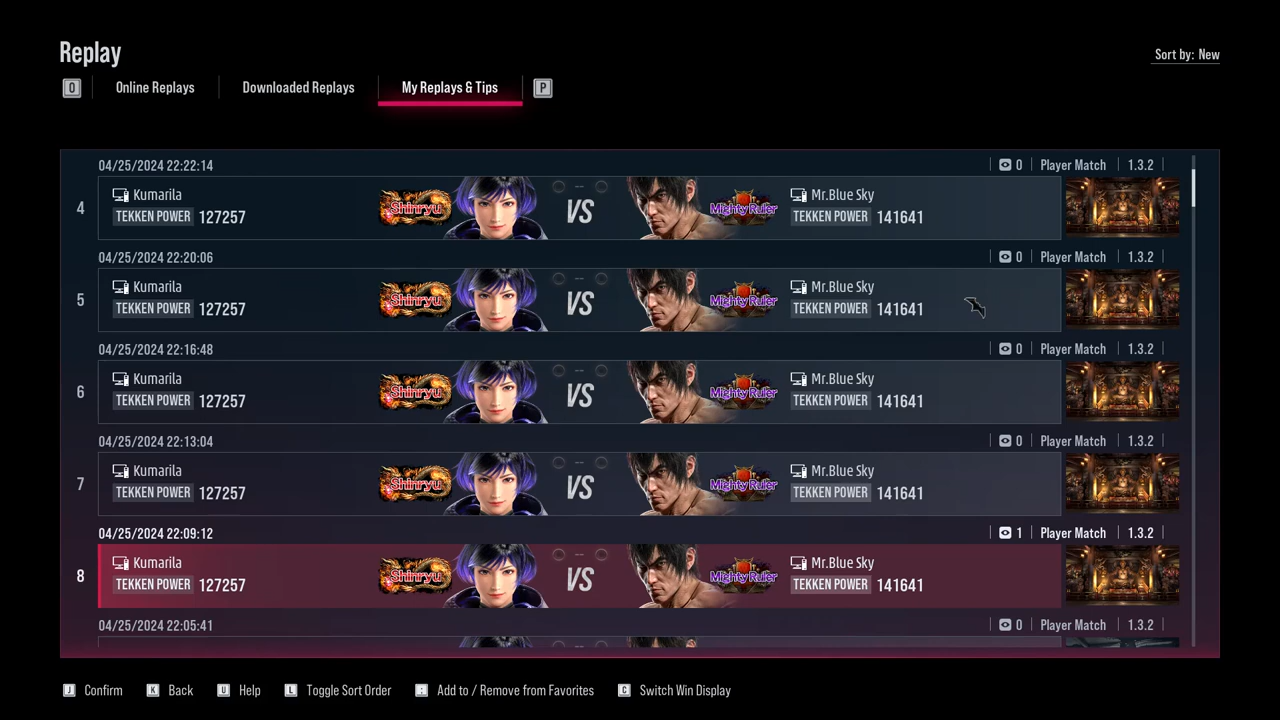 Replay
Sort by: New
O Online Replays Downloaded Replays My Replays & Tips P
04/25/2024 22:22:14 0 Player Match 1.3.2
4 Kumarila Shinryu -- VS Mighty Ruler Mr.Blue Sky
TEKKEN POWER 127257 TEKKEN POWER 141641
04/25/2024 22:20:06 0 Player Match 1.3.2
5 Kumarila Shinryu -- VS Mighty Ruler Mr.Blue Sky
TEKKEN POWER 127257 TEKKEN POWER 141641
04/25/2024 22:16:48 0 Player Match 1.3.2
6 Kumarila Shinryu -- VS Mighty Ruler Mr.Blue Sky
TEKKEN POWER 127257 TEKKEN POWER 141641
04/25/2024 22:13:04 0 Player Match 1.3.2
7 Kumarila Shinryu -- VS Mighty Ruler Mr.Blue Sky
TEKKEN POWER 127257 TEKKEN POWER 141641
04/25/2024 22:09:12 1 Player Match 1.3.2
8 Kumarila Shinryu -- VS Mighty Ruler Mr.Blue Sky
TEKKEN POWER 127257 TEKKEN POWER 141641
04/25/2024 22:05:41 0 Player Match 1.3.2
J Confirm K Back U Help L Toggle Sort Order ; Add to / Remove from Favorites C Switch Win Display